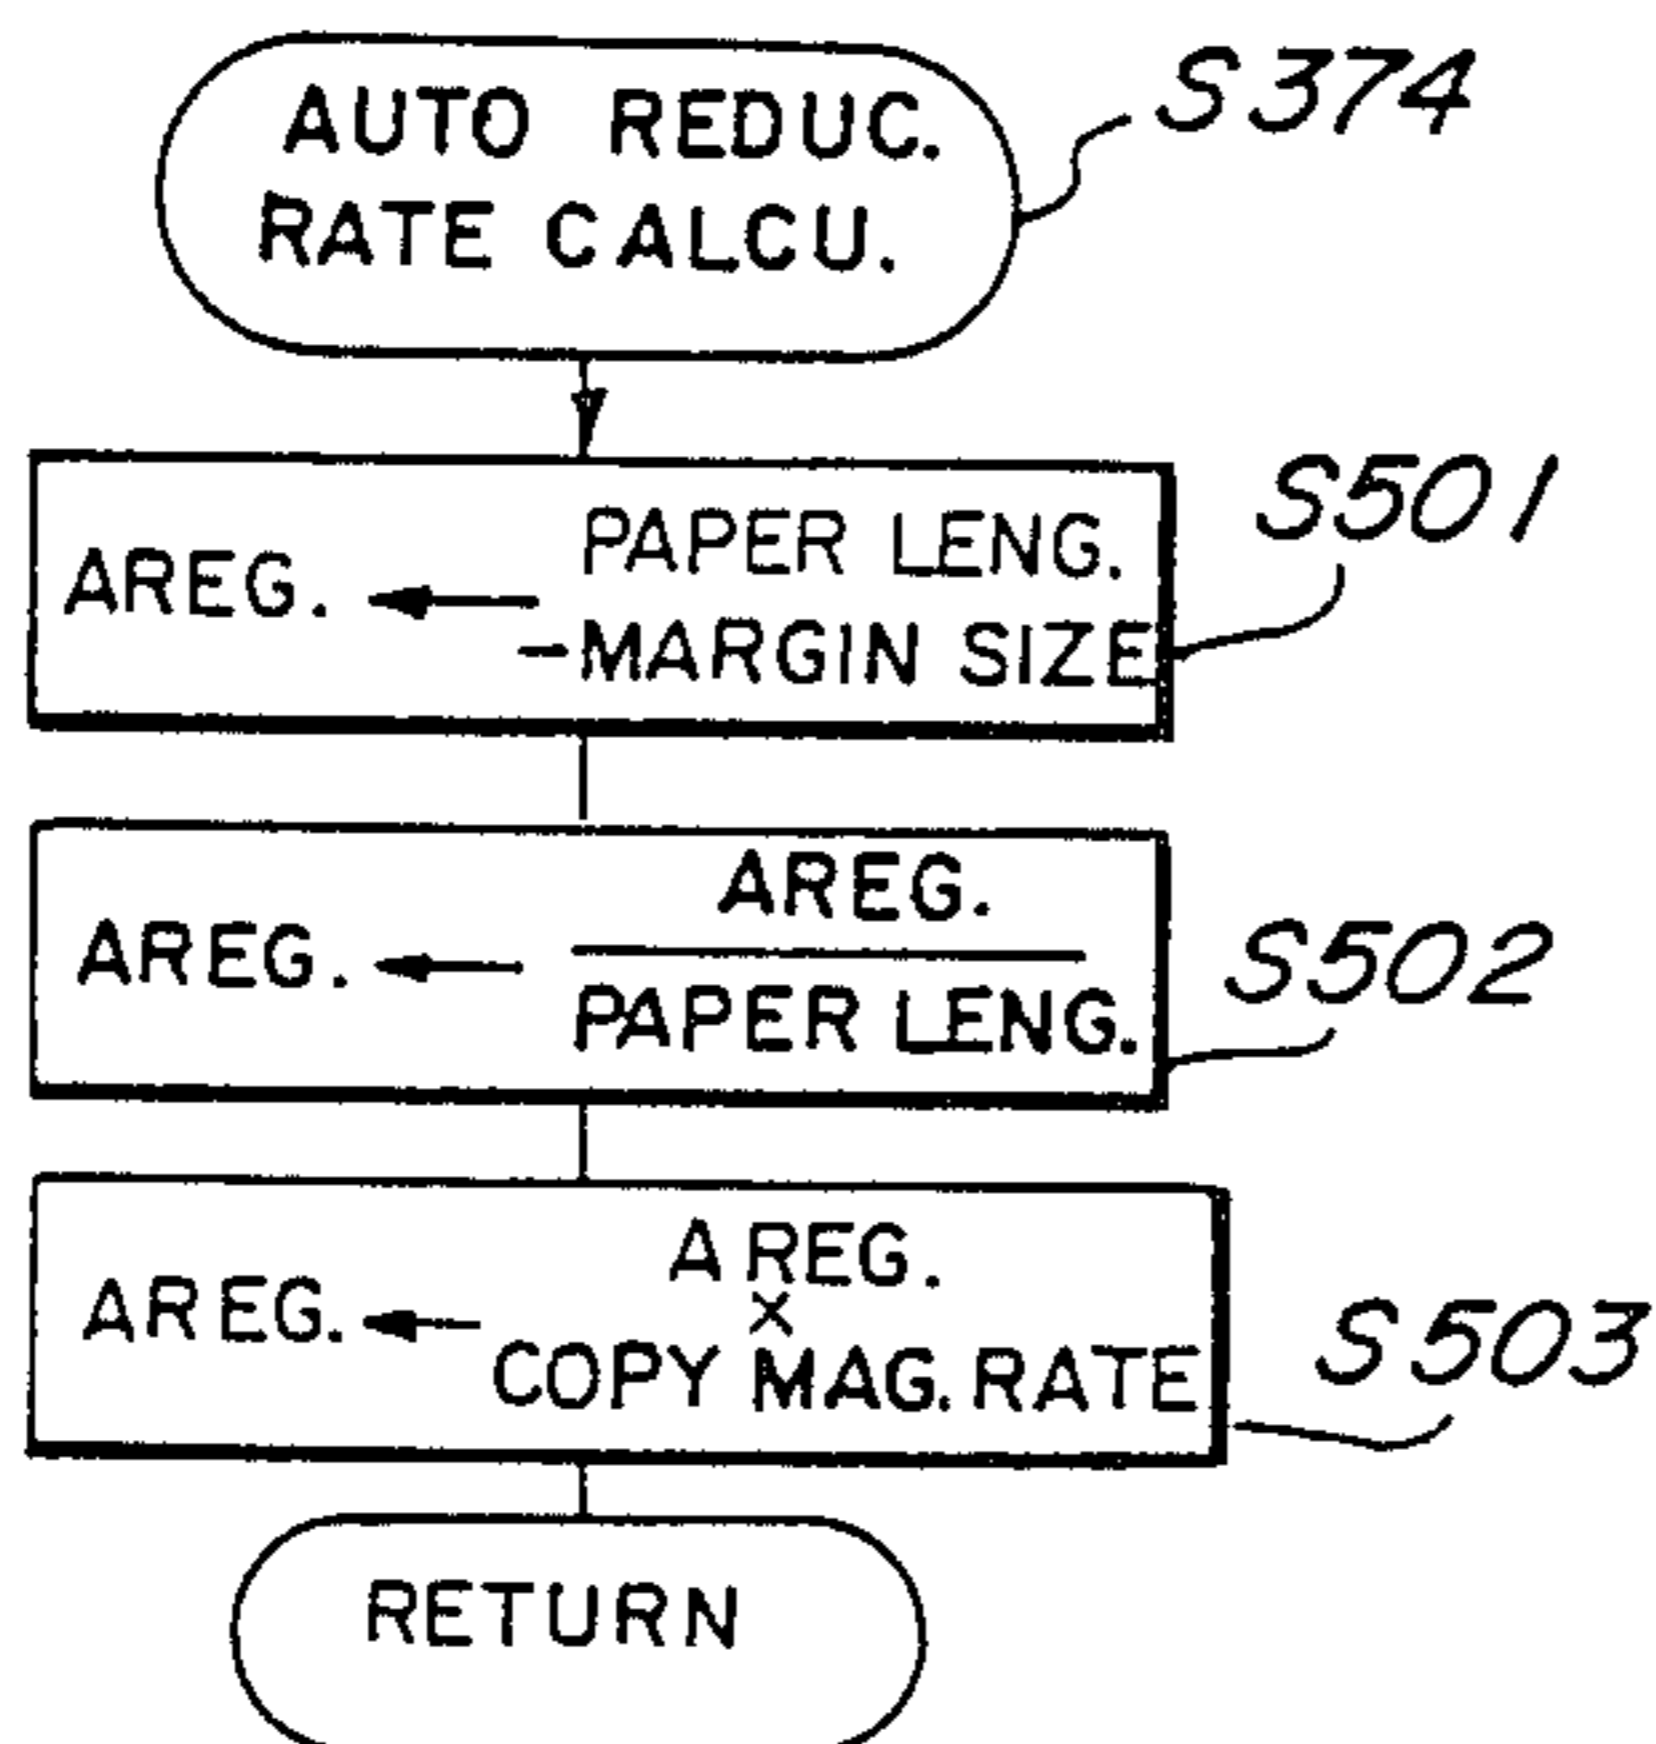 AUTO REDUC.
RATE CALCU.
S374
AREG. ← PAPER LENG.
-MARGIN SIZE
S501
AREG. ← AREG.
PAPER LENG.
S502
AREG. ← AREG.
×
COPY MAG. RATE
S503
RETURN